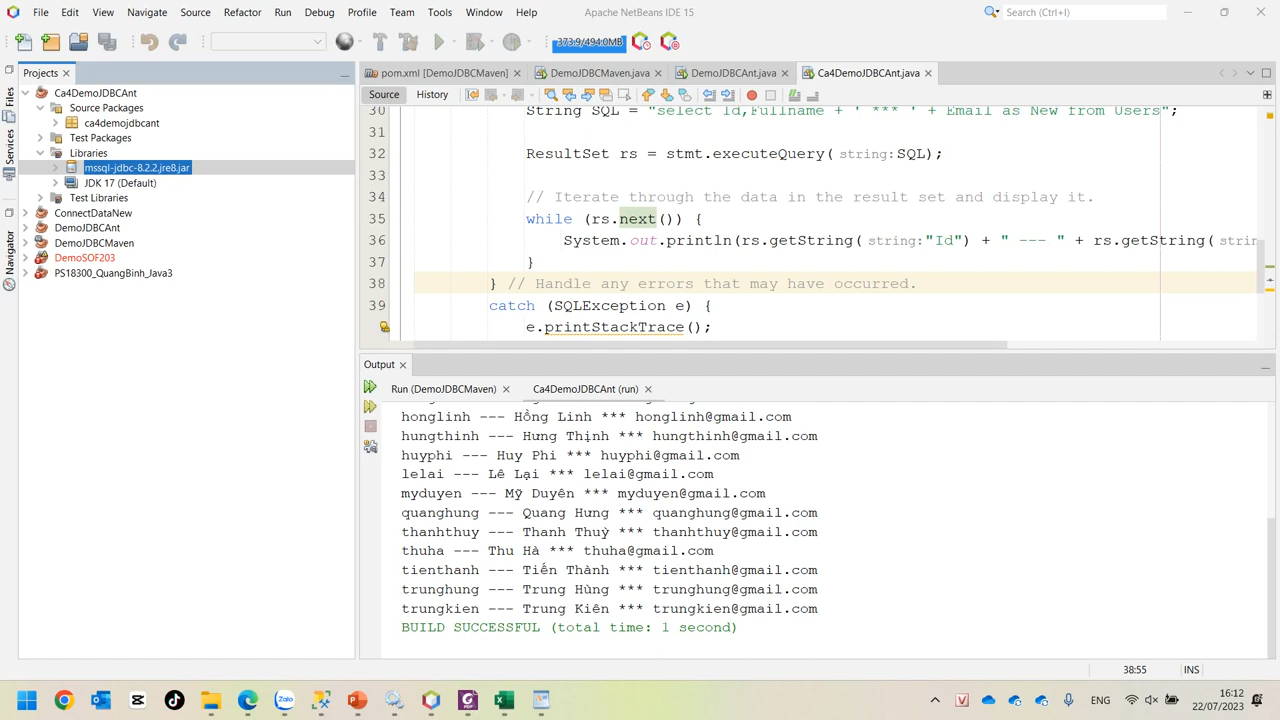 File Edit View Navigate Source Refactor Run Debug Profile Team Tools Window Help Apache NetBeans IDE 15 Search (Ctrl+I)
373.9/494.0MB
Projects
pom.xml [DemoJDBCMaven] DemoJDBCMaven.java DemoJDBCAnt.java Ca4DemoJDBCAnt.java
Source History
Files
Services
Navigator
Ca4DemoJDBCAnt
Source Packages
ca4demojdbcant
Test Packages
Libraries
mssql-jdbc-8.2.2.jre8.jar
JDK 17 (Default)
Test Libraries
ConnectDataNew
DemoJDBCAnt
DemoJDBCMaven
DemoSOF203
PS18300_QuangBinh_Java3
30 String SQL = "select Id,Fullname + ' *** ' + Email as New from Users";
31
32 ResultSet rs = stmt.executeQuery(string:SQL);
33
34 // Iterate through the data in the result set and display it.
35 while (rs.next()) {
36 System.out.println(rs.getString(string:"Id") + " --- " + rs.getString(
37 }
38 } // Handle any errors that may have occurred.
39 catch (SQLException e) {
e.printStackTrace();
Output
Run (DemoJDBCMaven) Ca4DemoJDBCAnt (run)
honglinh --- Hồng Linh *** honglinh@gmail.com
hungthinh --- Hưng Thịnh *** hungthinh@gmail.com
huyphi --- Huy Phi *** huyphi@gmail.com
lelai --- Lê Lại *** lelai@gmail.com
myduyen --- Mỹ Duyên *** myduyen@gmail.com
quanghung --- Quang Hưng *** quanghung@gmail.com
thanhthuy --- Thanh Thuỳ *** thanhthuy@gmail.com
thuha --- Thu Hà *** thuha@gmail.com
tienthanh --- Tiến Thành *** tienthanh@gmail.com
trunghung --- Trung Hùng *** trunghung@gmail.com
trungkien --- Trung Kiên *** trungkien@gmail.com
BUILD SUCCESSFUL (total time: 1 second)
38:55 INS
ENG
16:12
22/07/2023